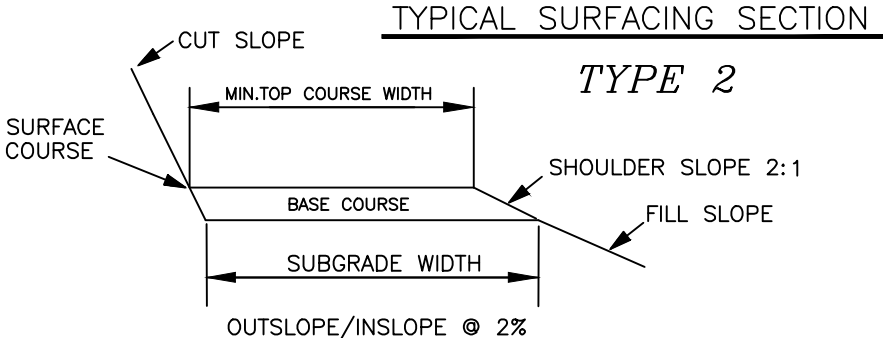 TYPICAL SURFACING SECTION
TYPE 2
CUT SLOPE
MIN.TOP COURSE WIDTH
SURFACE
COURSE
SHOULDER SLOPE 2:1
BASE COURSE
FILL SLOPE
SUBGRADE WIDTH
OUTSLOPE/INSLOPE @ 2%